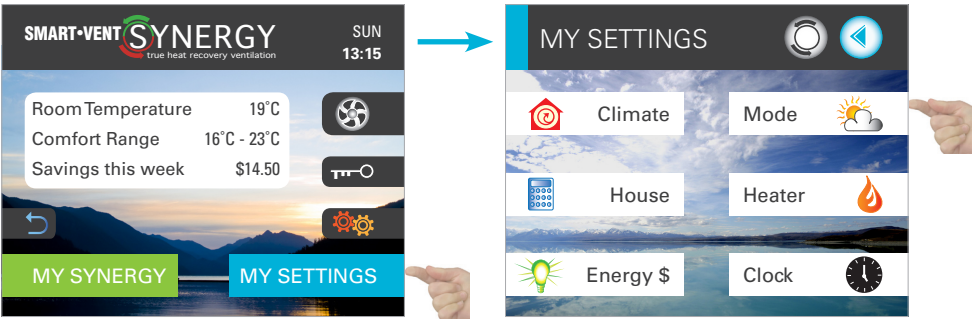 SMART•VENT SYNERGY
true heat recovery ventilation
SUN
13:15
Room Temperature 19˚C
Comfort Range 16˚C - 23˚C
Savings this week $14.50
MY SYNERGY
MY SETTINGS
MY SETTINGS
Climate
Mode
House
Heater
Energy $
Clock